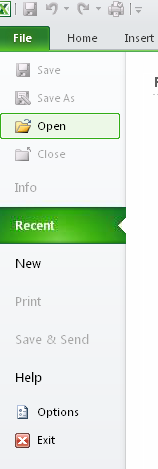 File Home Insert
Save
Save As
Open
Close
Info
Recent
New
Print
Save & Send
Help
Options
Exit